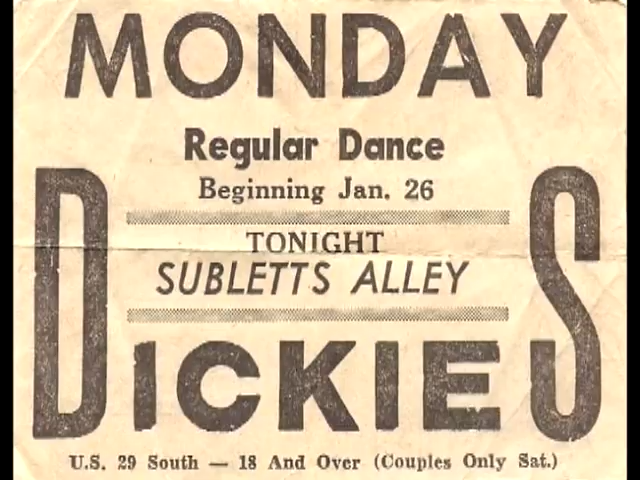 MONDAY
Regular Dance
Beginning Jan. 26
TONIGHT
SUBLETTS ALLEY
DICKIES
U.S. 29 South — 18 And Over (Couples Only Sat.)